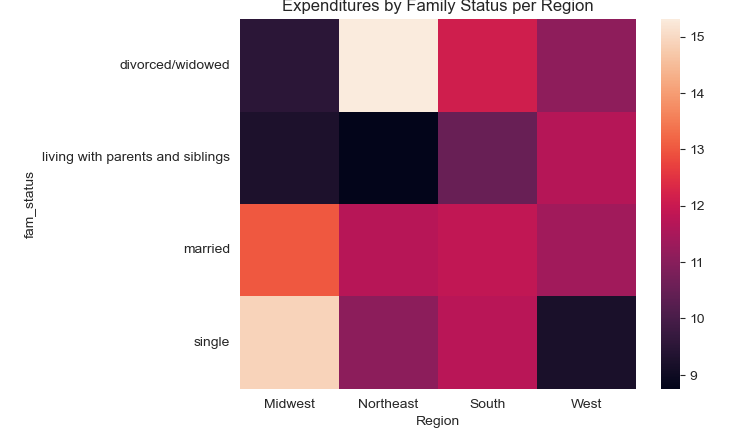 Expenditures by Family Status per Region
divorced/widowed
living with parents and siblings
married
single
fam_status
Midwest Northeast South West
Region
15
14
13
12
11
10
9